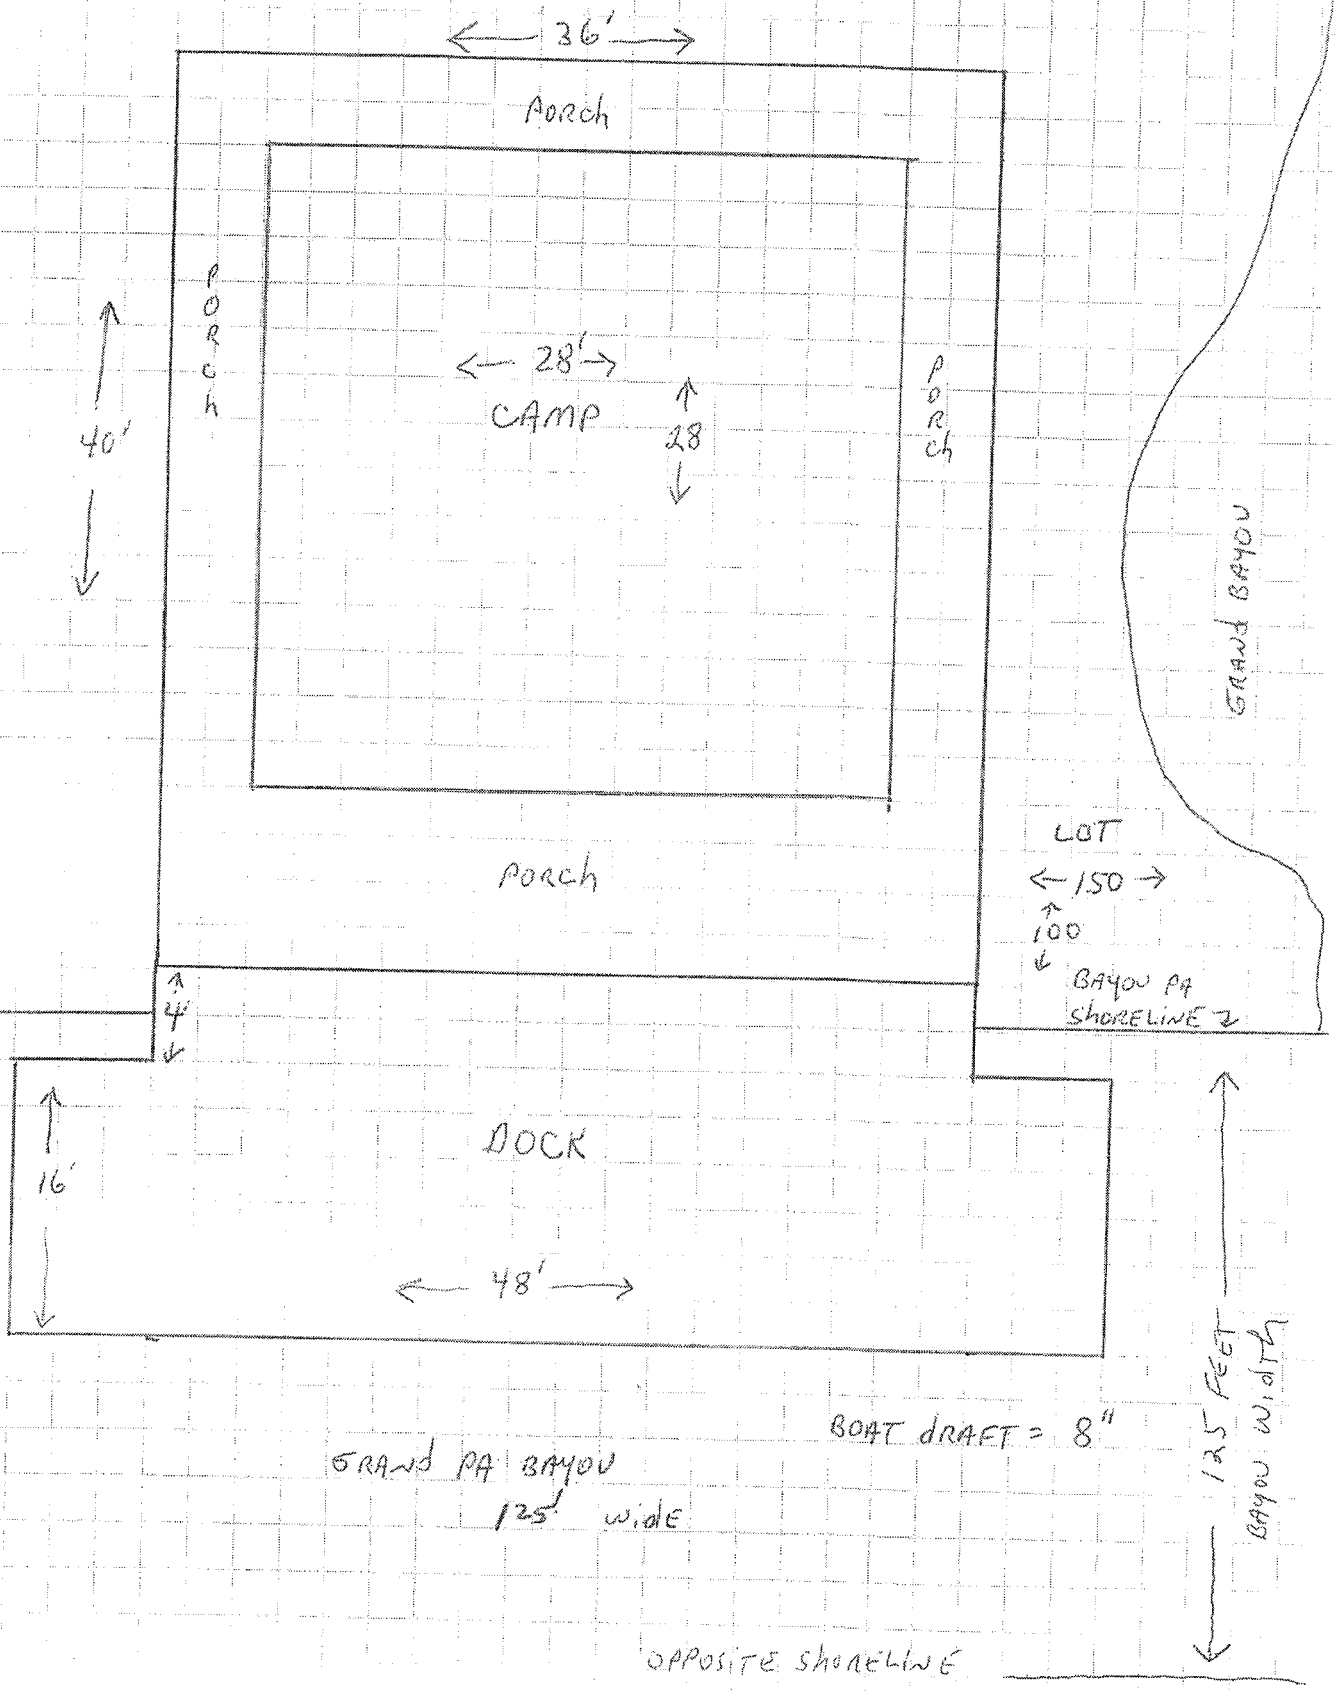 36'
PORCh
PORCh
40'
28'
CAMP
28
PORCh
GRANd BAYOU
LOT
150
100
BAYOU PA
ShORELINE
PORCh
4'
DOCK
16'
48'
125 FEET
BAYOU WidTh
BOAT dRAFT = 8"
GRANd PA BAYOU
125' WidE
OPPOSiTE ShORELINE